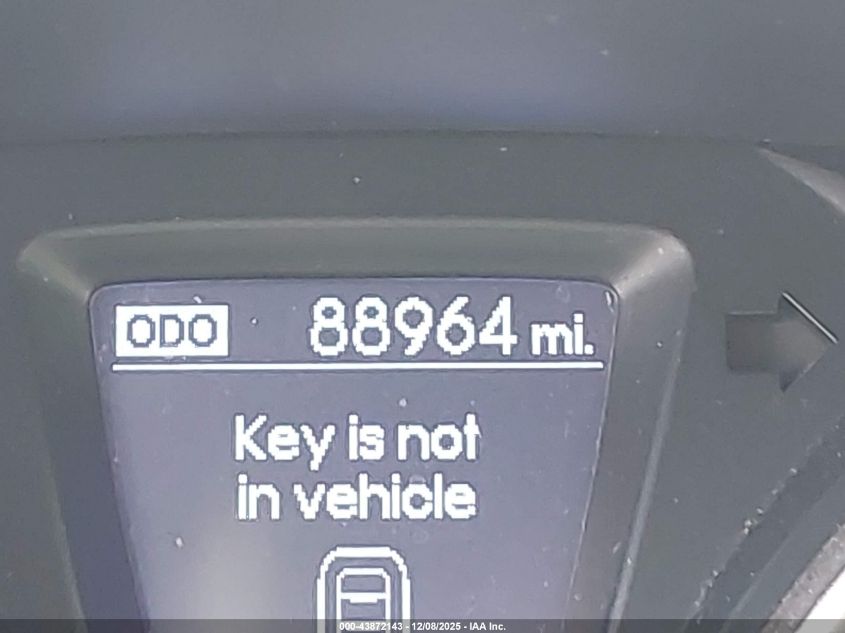 ODO 88964 mi.
Key is not
in vehicle
000-43872143 - 12/08/2025 - IAA Inc.